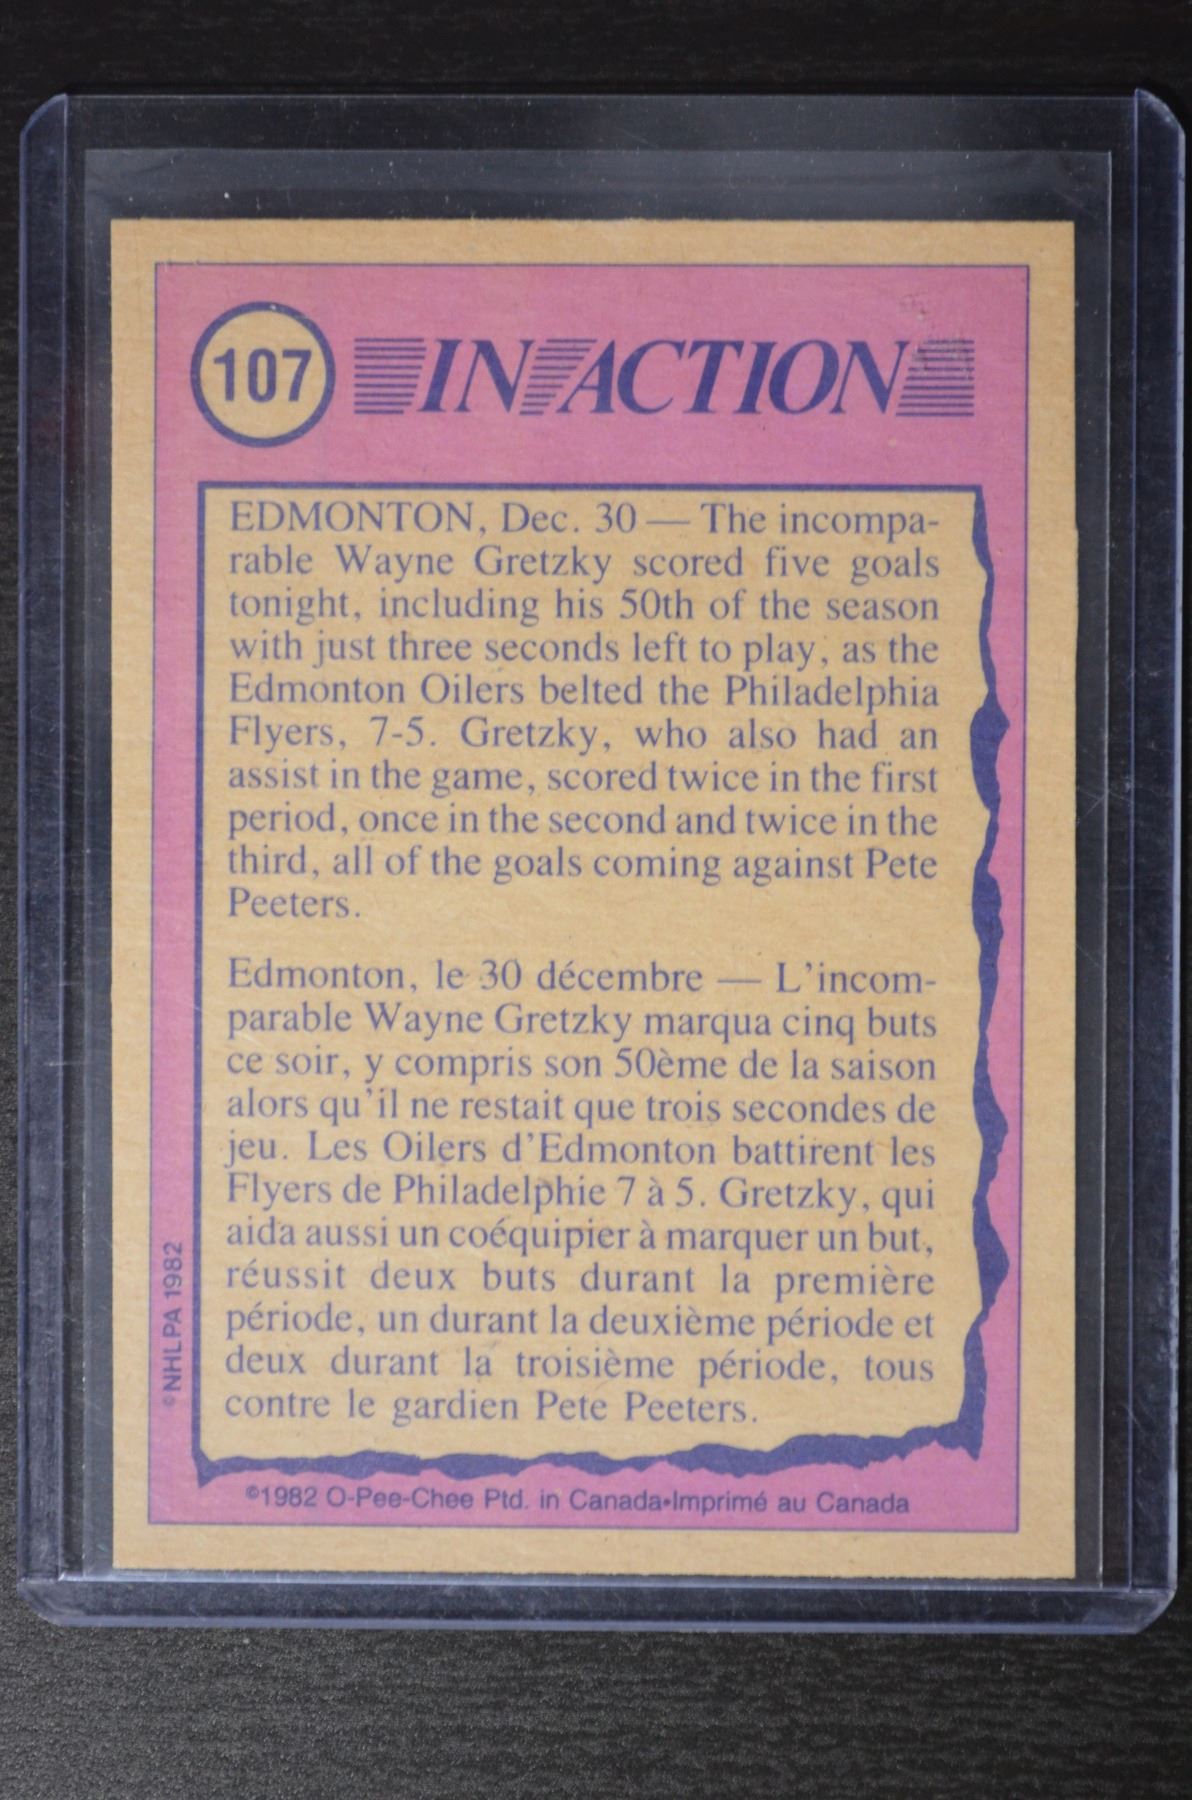 107 IN ACTION
EDMONTON, Dec. 30 — The incompa-
rable Wayne Gretzky scored five goals
tonight, including his 50th of the season
with just three seconds left to play, as the
Edmonton Oilers belted the Philadelphia
Flyers, 7-5. Gretzky, who also had an
assist in the game, scored twice in the first
period, once in the second and twice in the
third, all of the goals coming against Pete
Peeters.
Edmonton, le 30 décembre — L'incom-
parable Wayne Gretzky marqua cinq buts
ce soir, y compris son 50ème de la saison
alors qu'il ne restait que trois secondes de
jeu. Les Oilers d'Edmonton battirent les
Flyers de Philadelphie 7 à 5. Gretzky, qui
aida aussi un coéquipier à marquer un but,
réussit deux buts durant la première
période, un durant la deuxième période et
deux durant la troisième période, tous
contre le gardien Pete Peeters.
©NHLPA 1982
©1982 O-Pee-Chee Ptd. in Canada•Imprimé au Canada